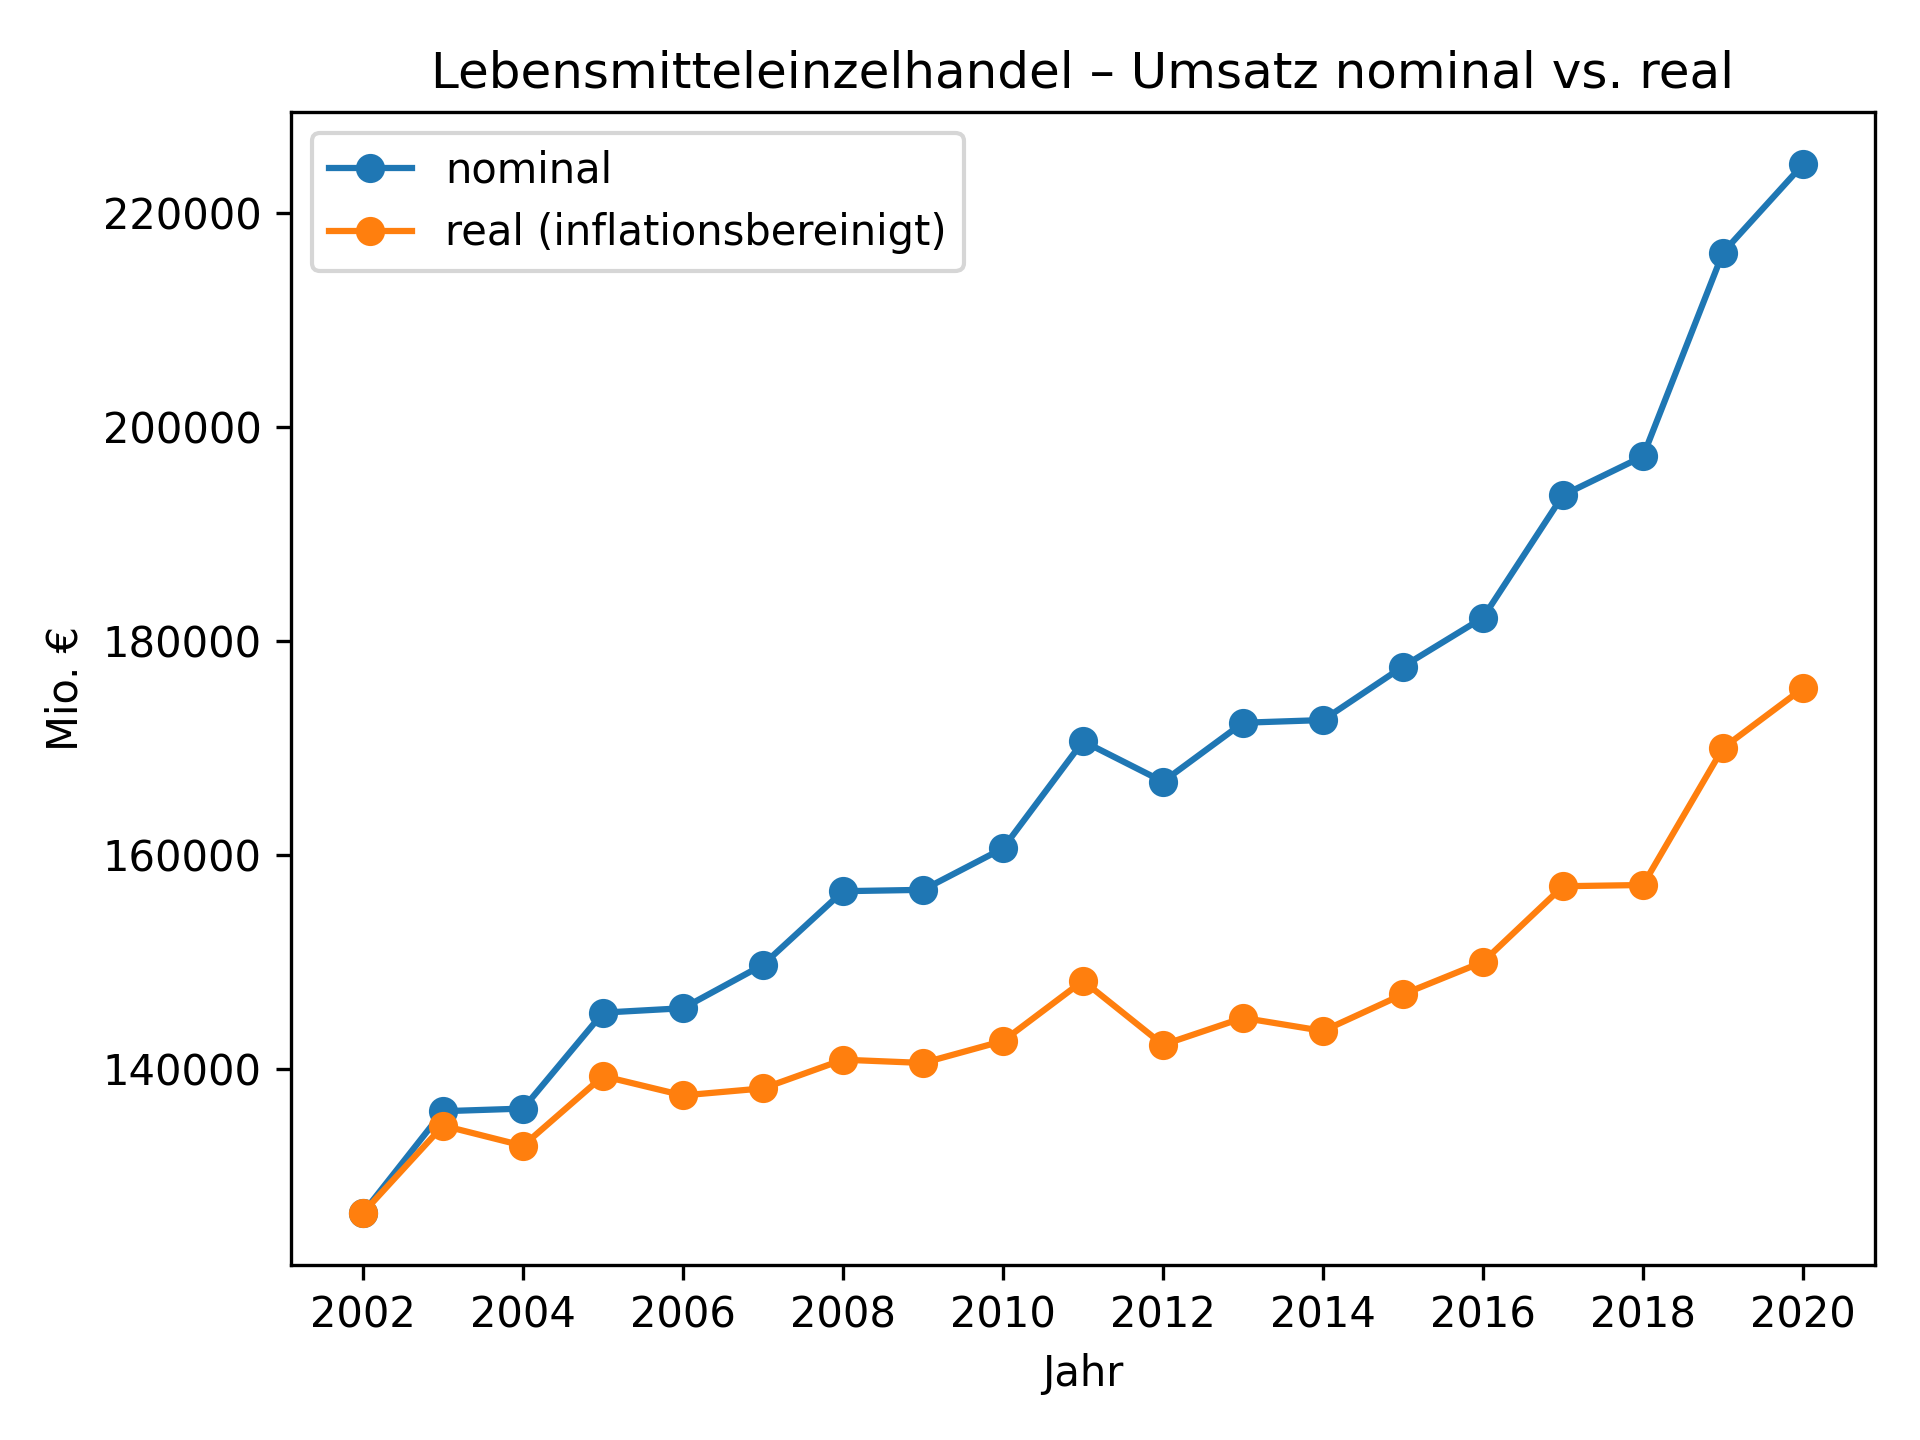 Lebensmitteleinzelhandel – Umsatz nominal vs. real
nominal
real (inflationsbereinigt)
220000
200000
180000
160000
140000
Mio. €
2002 2004 2006 2008 2010 2012 2014 2016 2018 2020
Jahr